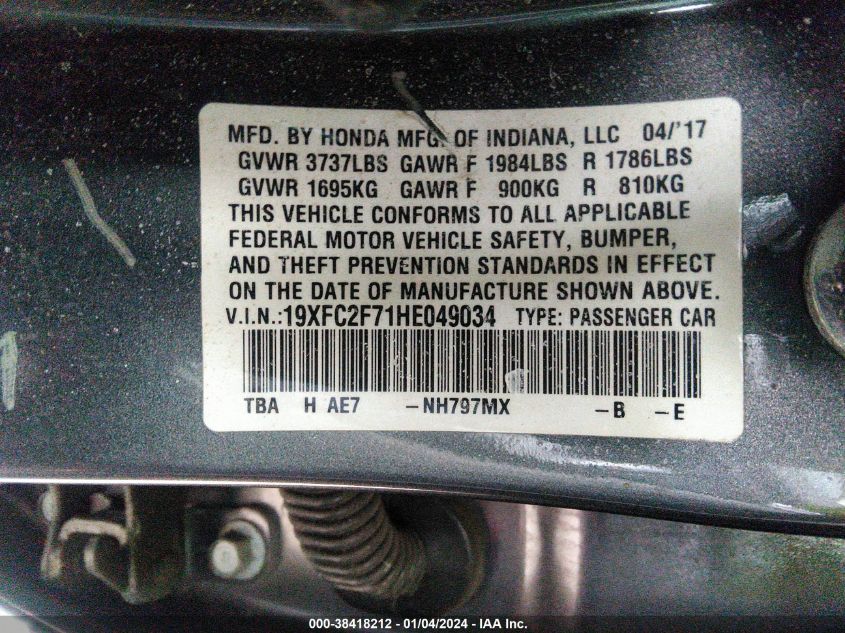 MFD. BY HONDA MFG. OF INDIANA, LLC 04/'17
GVWR 3737LBS GAWR F 1984LBS R 1786LBS
GVWR 1695KG GAWR F 900KG R 810KG
THIS VEHICLE CONFORMS TO ALL APPLICABLE
FEDERAL MOTOR VEHICLE SAFETY, BUMPER,
AND THEFT PREVENTION STANDARDS IN EFFECT
ON THE DATE OF MANUFACTURE SHOWN ABOVE.
V.I.N.:19XFC2F71HE049034 TYPE: PASSENGER CAR
TBA H AE7 -NH797MX -B -E
000-38418212 - 01/04/2024 - IAA Inc.